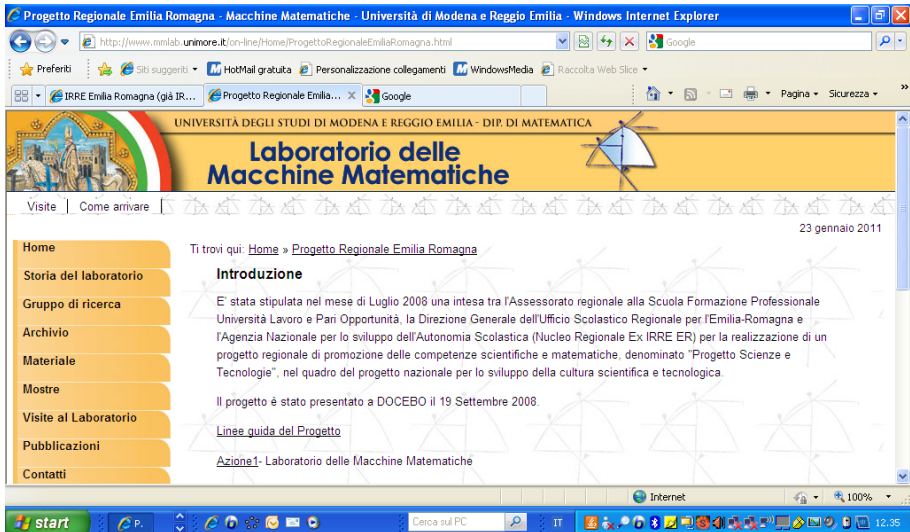 Progetto Regionale Emilia Romagna - Macchine Matematiche - Università di Modena e Reggio Emilia - Windows Internet Explorer
http://www.mmlab.unimore.it/on-line/Home/ProgettoRegionaleEmiliaRomagna.html
Google
Preferiti
Siti suggeriti
HotMail gratuita
Personalizzazione collegamenti
WindowsMedia
Raccolta Web Slice
IRRE Emilia Romagna (già IR...
Progetto Regionale Emilia...
Google
Pagina
Sicurezza
»
UNIVERSITÀ DEGLI STUDI DI MODENA E REGGIO EMILIA - DIP. DI MATEMATICA
Laboratorio delle
Macchine Matematiche
Visite | Come arrivare |
23 gennaio 2011
Home
Storia del laboratorio
Gruppo di ricerca
Archivio
Materiale
Mostre
Visite al Laboratorio
Pubblicazioni
Contatti
Ti trovi qui: Home » Progetto Regionale Emilia Romagna
Introduzione
E' stata stipulata nel mese di Luglio 2008 una intesa tra l'Assessorato regionale alla Scuola Formazione Professionale
Università Lavoro e Pari Opportunità, la Direzione Generale dell'Ufficio Scolastico Regionale per l'Emilia-Romagna e
l'Agenzia Nazionale per lo sviluppo dell'Autonomia Scolastica (Nucleo Regionale Ex IRRE ER) per la realizzazione di un
progetto regionale di promozione delle competenze scientifiche e matematiche, denominato "Progetto Scienze e
Tecnologie", nel quadro del progetto nazionale per lo sviluppo della cultura scientifica e tecnologica.
Il progetto è stato presentato a DOCEBO il 19 Settembre 2008.
Linee guida del Progetto
Azione1- Laboratorio delle Macchine Matematiche
Internet
100%
start
P.
Cerca sul PC
IT
12.35